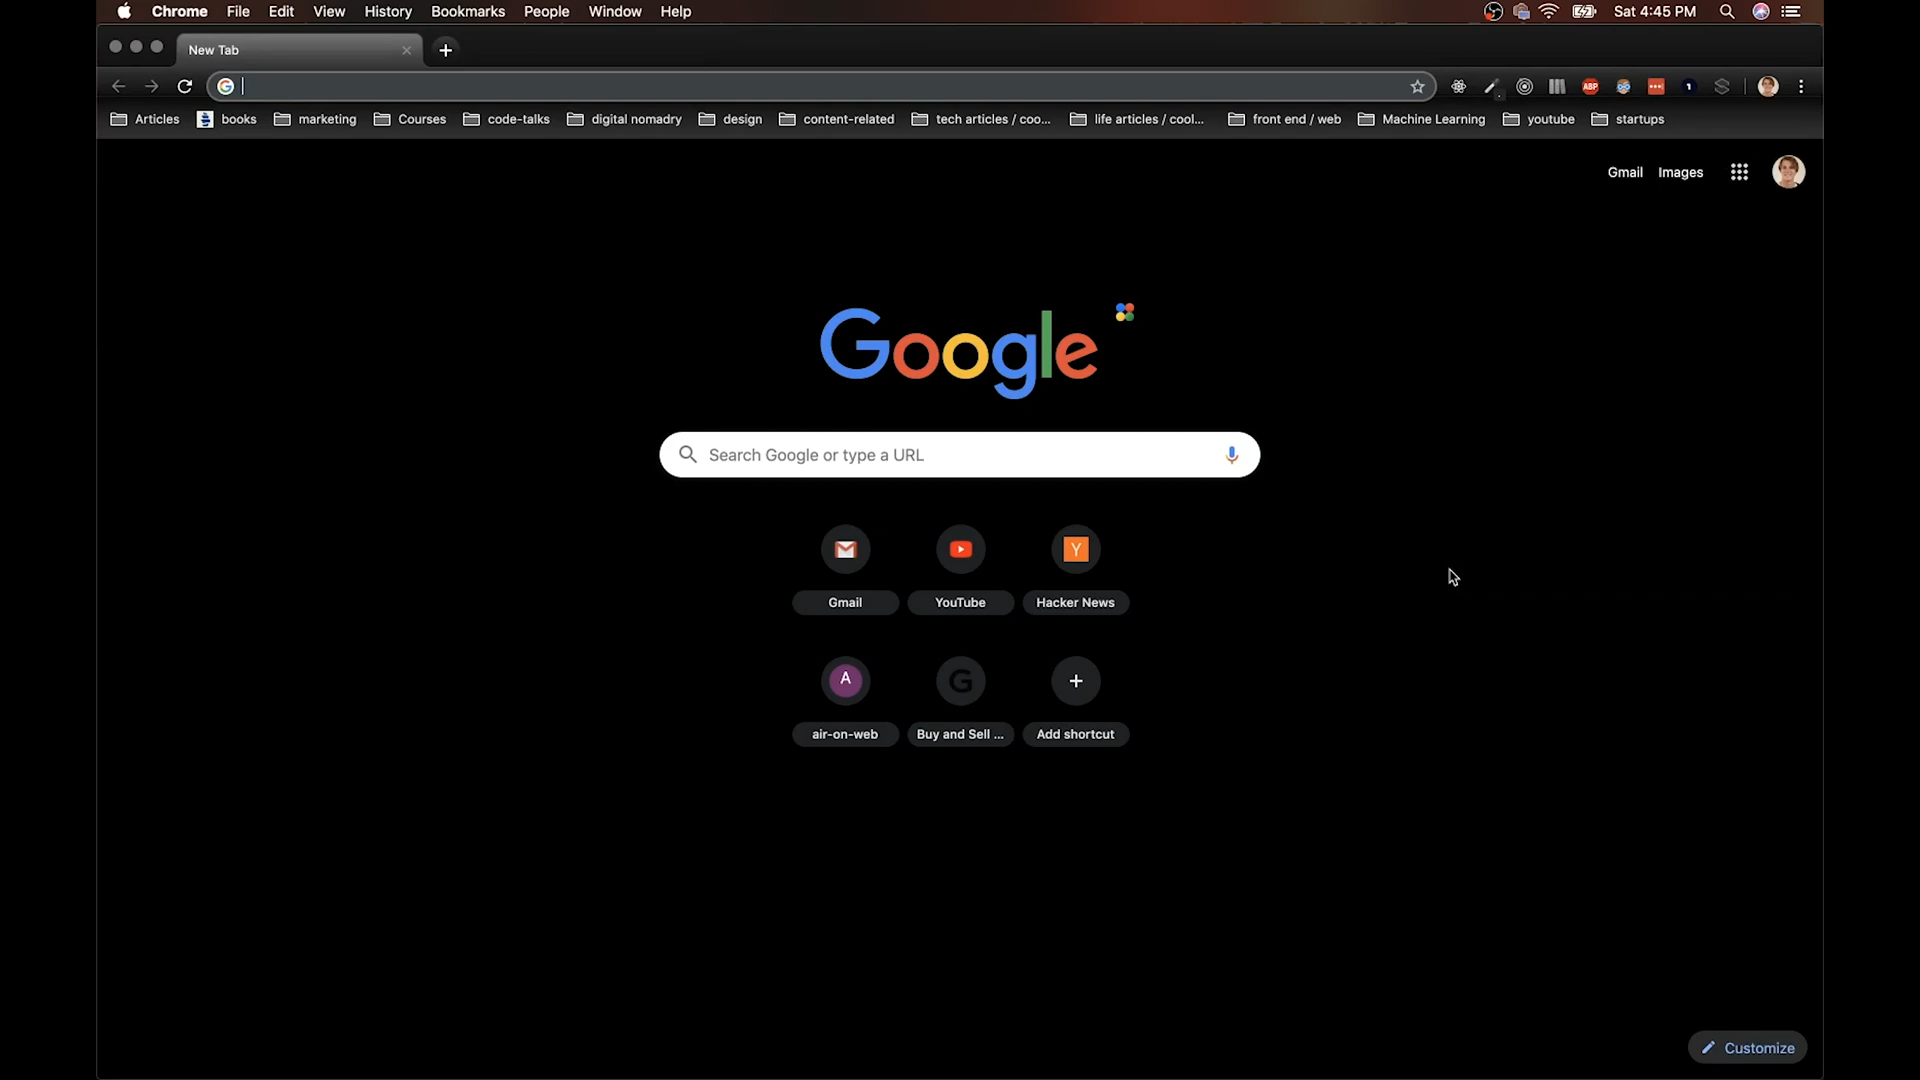 Chrome File Edit View History Bookmarks People Window Help Sat 4:45 PM
New Tab
ABP 1
Articles books marketing Courses code-talks digital nomadry design content-related tech articles / coo... life articles / cool... front end / web Machine Learning youtube startups
Gmail Images
Google
Search Google or type a URL
Y
Gmail YouTube Hacker News
A G
air-on-web Buy and Sell ... Add shortcut
Customize